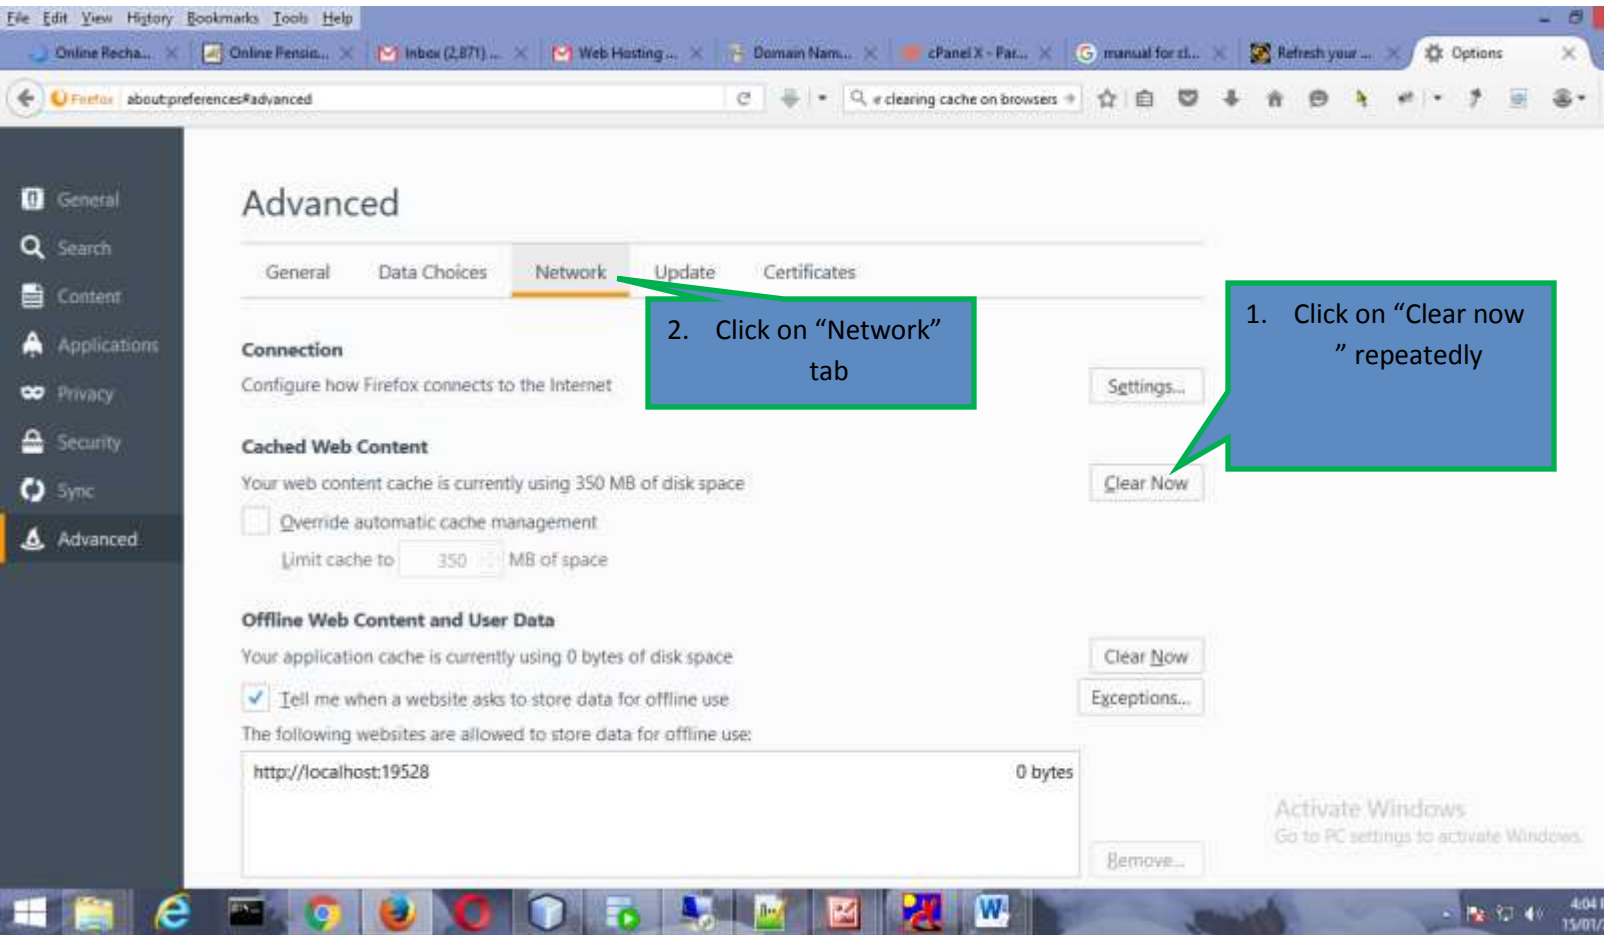 File Edit View History Bookmarks Tools Help
Online Recha... Online Pensio... Inbox (2,871) ... Web Hosting ... Domain Nam... cPanel X - Par... manual for cl... Refresh your ... Options
Firefox about:preferences#advanced e clearing cache on browsers
General
Search
Content
Applications
Privacy
Security
Sync
Advanced
Advanced
General Data Choices Network Update Certificates
2. Click on “Network”
tab
1. Click on “Clear now
” repeatedly
Connection
Configure how Firefox connects to the Internet Settings...
Cached Web Content
Your web content cache is currently using 350 MB of disk space Clear Now
Override automatic cache management
Limit cache to 350 MB of space
Offline Web Content and User Data
Your application cache is currently using 0 bytes of disk space Clear Now
Tell me when a website asks to store data for offline use Exceptions...
The following websites are allowed to store data for offline use:
http://localhost:19528 0 bytes
Remove...
Activate Windows
Go to PC settings to activate Windows.
4:04
15/01/